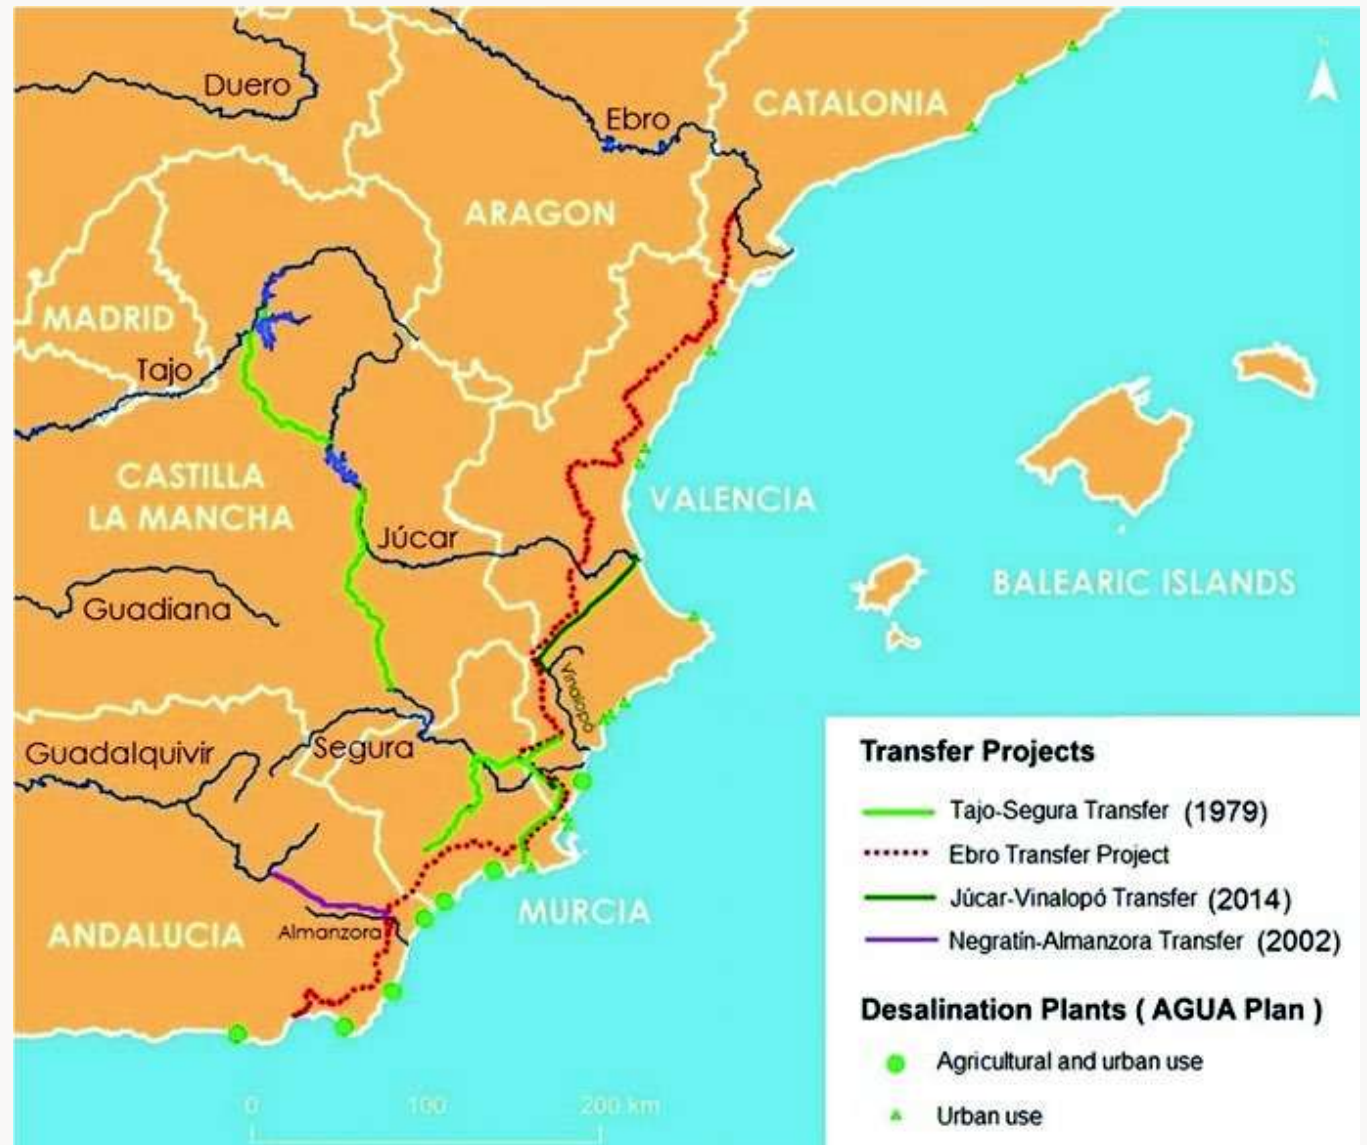 Duero
Ebro
CATALONIA
N
ARAGON
MADRID
Tajo
CASTILLA
LA MANCHA
VALENCIA
Júcar
BALEARIC ISLANDS
Guadiana
Vinalopó
Guadalquivir
Segura
MURCIA
ANDALUCIA
Almanzora
0 100 200 km
Transfer Projects
Tajo-Segura Transfer (1979)
Ebro Transfer Project
Júcar-Vinalopó Transfer (2014)
Negratín-Almanzora Transfer (2002)
Desalination Plants ( AGUA Plan )
Agricultural and urban use
Urban use